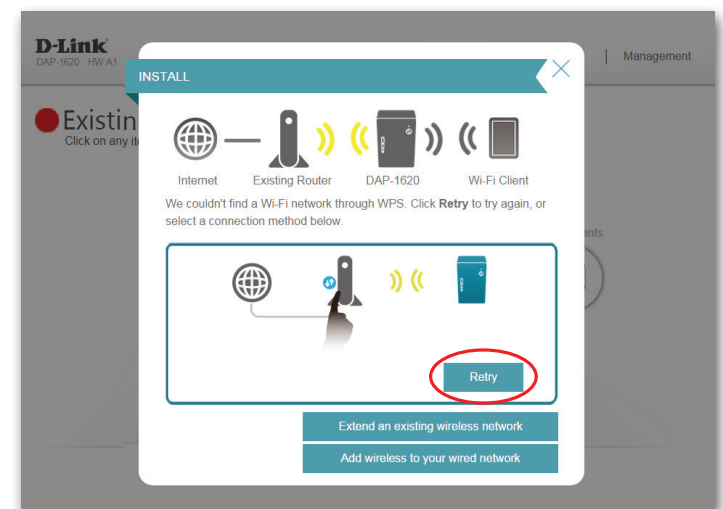 D-Link
DAP-1620 HW:A1
Management
INSTALL
Existin
Click on any it
Internet
Existing Router
DAP-1620
Wi-Fi Client
We couldn't find a Wi-Fi network through WPS. Click Retry to try again, or
select a connection method below.
ents
Retry
Extend an existing wireless network
Add wireless to your wired network